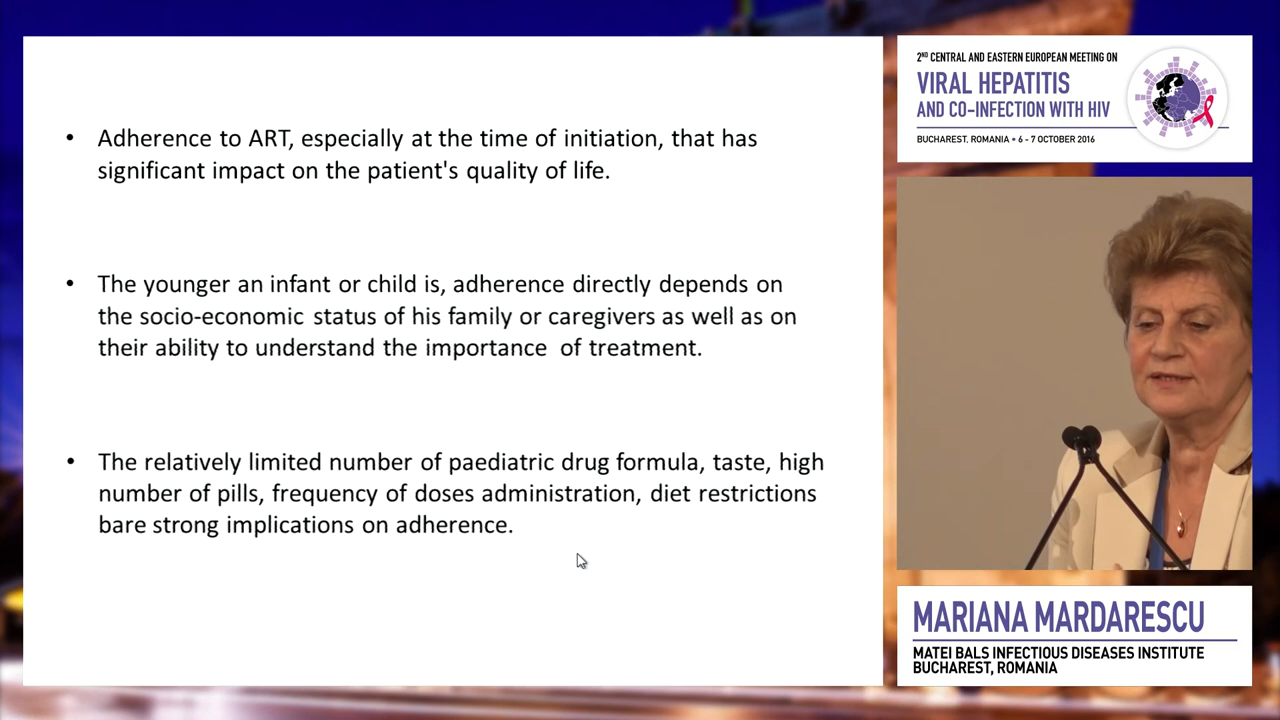 • Adherence to ART, especially at the time of initiation, that has
significant impact on the patient's quality of life.
• The younger an infant or child is, adherence directly depends on
the socio-economic status of his family or caregivers as well as on
their ability to understand the importance of treatment.
• The relatively limited number of paediatric drug formula, taste, high
number of pills, frequency of doses administration, diet restrictions
bare strong implications on adherence.
2ND CENTRAL AND EASTERN EUROPEAN MEETING ON
VIRAL HEPATITIS
AND CO-INFECTION WITH HIV
BUCHAREST, ROMANIA • 6 - 7 OCTOBER 2016
MARIANA MARDARESCU
MATEI BALS INFECTIOUS DISEASES INSTITUTE
BUCHAREST, ROMANIA